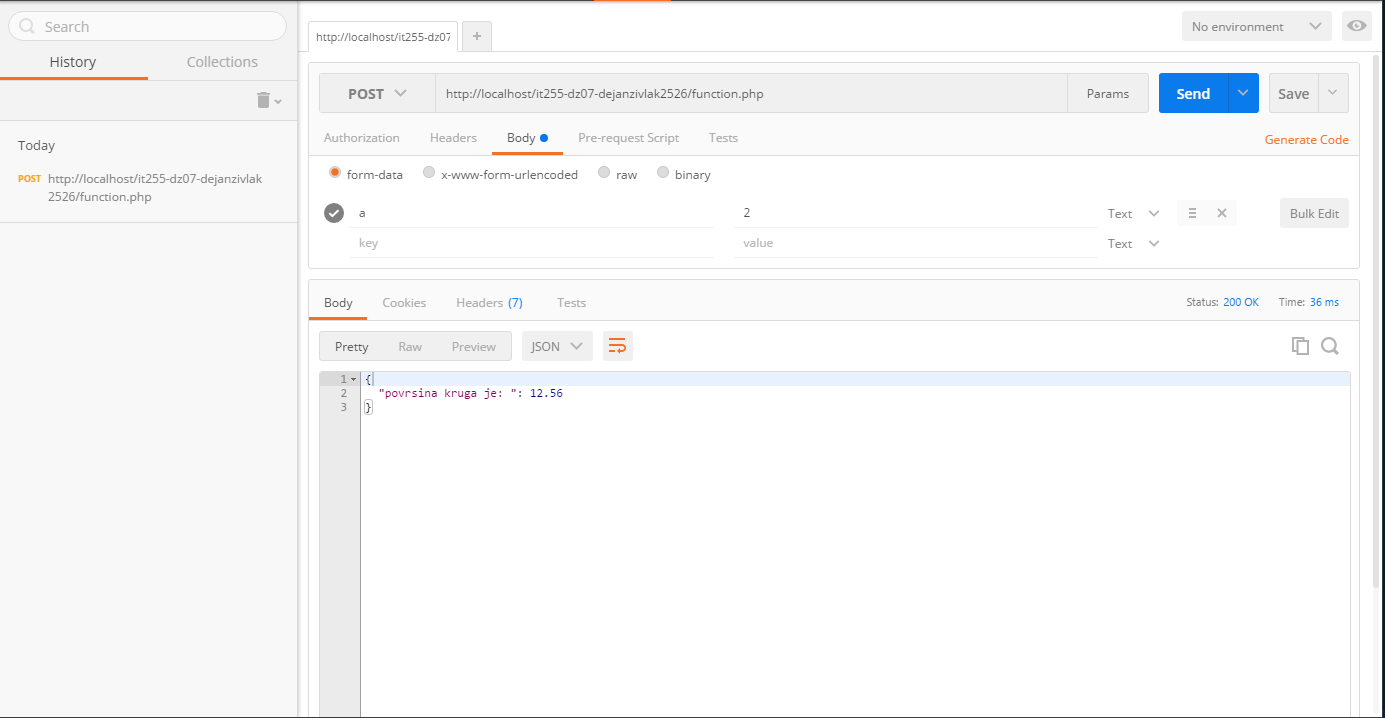 Search
History
Collections
Today
POST http://localhost/it255-dz07-dejanzivlak
2526/function.php
http://localhost/it255-dz07
+
No environment
POST
http://localhost/it255-dz07-dejanzivlak2526/function.php
Params
Send
Save
Authorization
Headers
Body
Pre-request Script
Tests
Generate Code
form-data
x-www-form-urlencoded
raw
binary
a
2
Text
Bulk Edit
key
value
Text
Body
Cookies
Headers (7)
Tests
Status: 200 OK
Time: 36 ms
Pretty
Raw
Preview
JSON
1 {
2 "povrsina kruga je: ": 12.56
3 }